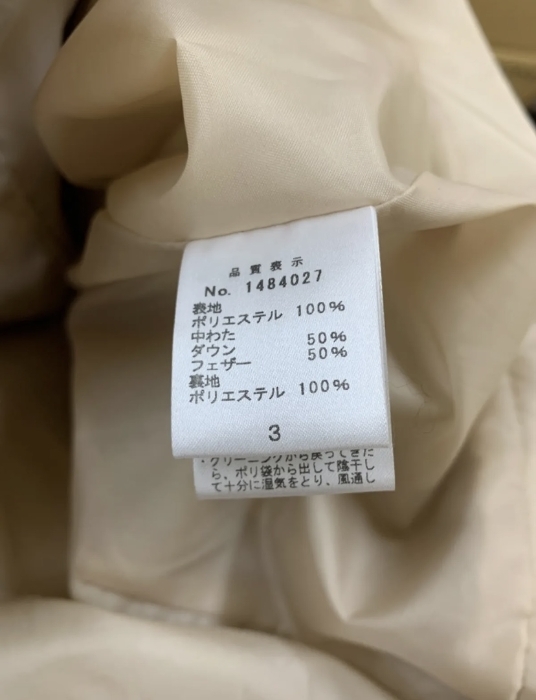 品質表示
No. 1484027
表地
ポリエステル 100%
中わた
ダウン 50%
フェザー 50%
裏地
ポリエステル 100%
3
・クリーニングから戻ってきた
ら、ポリ袋から出して陰干し
て十分に湿気をとり、風通し